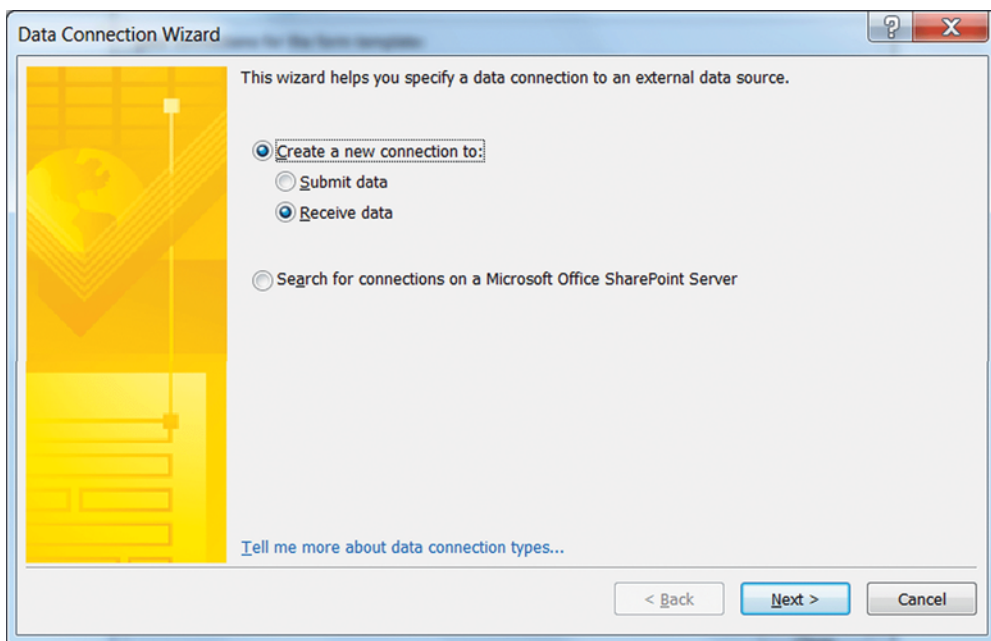 Data Connection Wizard
This wizard helps you specify a data connection to an external data source.
Create a new connection to:
Submit data
Receive data
Search for connections on a Microsoft Office SharePoint Server
Tell me more about data connection types...
< Back
Next >
Cancel